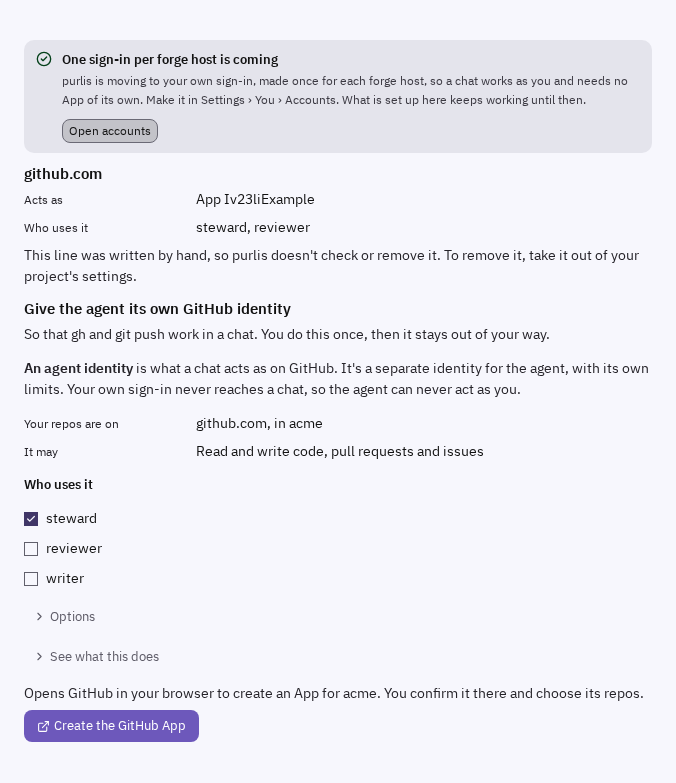 One sign-in per forge host is coming
purlis is moving to your own sign-in, made once for each forge host, so a chat works as you and needs no
App of its own. Make it in Settings › You › Accounts. What is set up here keeps working until then.
Open accounts
github.com
Acts as App Iv23liExample
Who uses it steward, reviewer
This line was written by hand, so purlis doesn't check or remove it. To remove it, take it out of your
project's settings.
Give the agent its own GitHub identity
So that gh and git push work in a chat. You do this once, then it stays out of your way.
An agent identity is what a chat acts as on GitHub. It's a separate identity for the agent, with its own
limits. Your own sign-in never reaches a chat, so the agent can never act as you.
Your repos are on github.com, in acme
It may Read and write code, pull requests and issues
Who uses it
steward
reviewer
writer
Options
See what this does
Opens GitHub in your browser to create an App for acme. You confirm it there and choose its repos.
Create the GitHub App